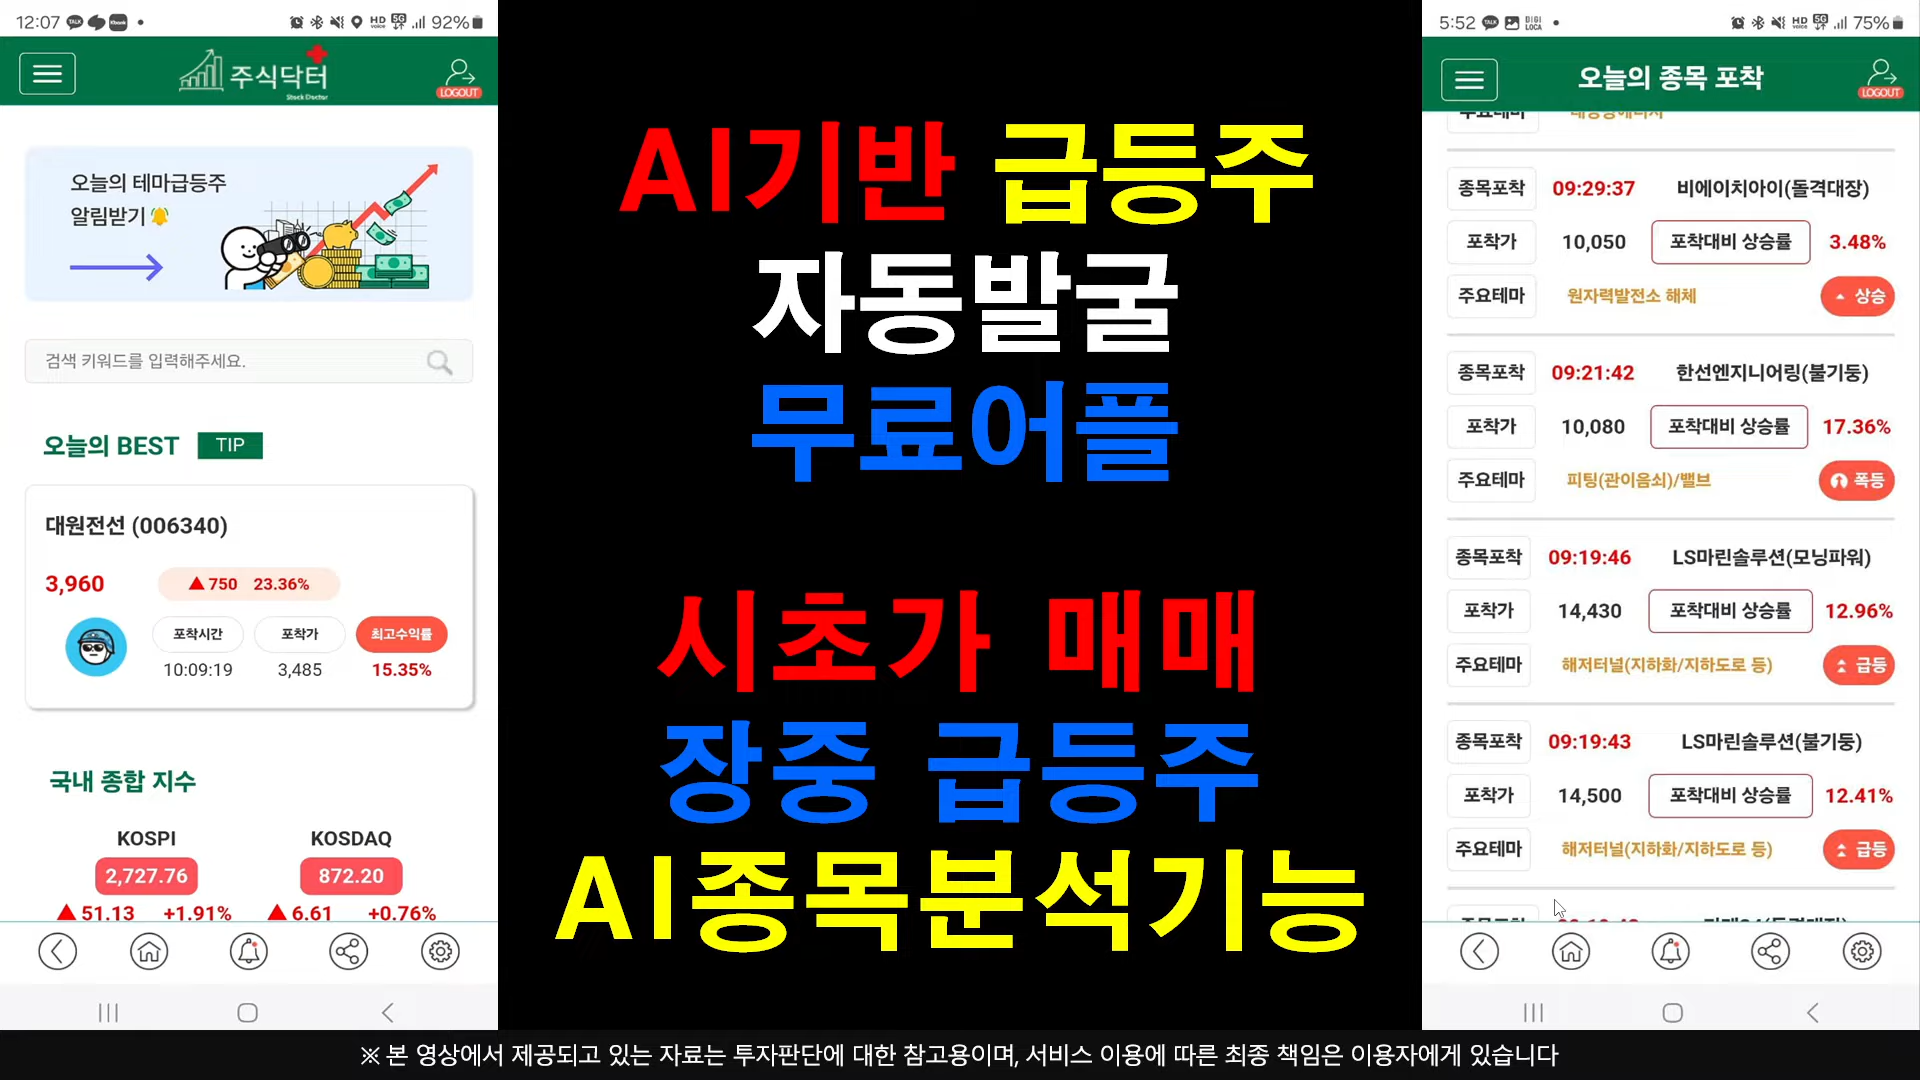 12:07
92%
주식닥터
Stock Doctor
LOGOUT
오늘의 테마급등주
알림받기
검색 키워드를 입력해주세요.
오늘의 BEST TIP
대원전선 (006340)
3,960 ▲750 23.36%
포착시간 포착가 최고수익률
10:09:19 3,485 15.35%
국내 종합 지수
KOSPI KOSDAQ
2,727.76 872.20
▲51.13 +1.91% ▲6.61 +0.76%
AI기반 급등주
자동발굴
무료어플
시초가 매매
장중 급등주
AI종목분석기능
5:52
75%
오늘의 종목 포착
LOGOUT
주요테마
종목포착 09:29:37 비에이치아이(돌격대장)
포착가 10,050 포착대비 상승률 3.48%
주요테마 원자력발전소 해체 상승
종목포착 09:21:42 한선엔지니어링(불기둥)
포착가 10,080 포착대비 상승률 17.36%
주요테마 피팅(관이음쇠)/밸브 폭등
종목포착 09:19:46 LS마린솔루션(모닝파워)
포착가 14,430 포착대비 상승률 12.96%
주요테마 해저터널(지하화/지하도로 등) 급등
종목포착 09:19:43 LS마린솔루션(불기둥)
포착가 14,500 포착대비 상승률 12.41%
주요테마 해저터널(지하화/지하도로 등) 급등
※ 본 영상에서 제공되고 있는 자료는 투자판단에 대한 참고용이며, 서비스 이용에 따른 최종 책임은 이용자에게 있습니다